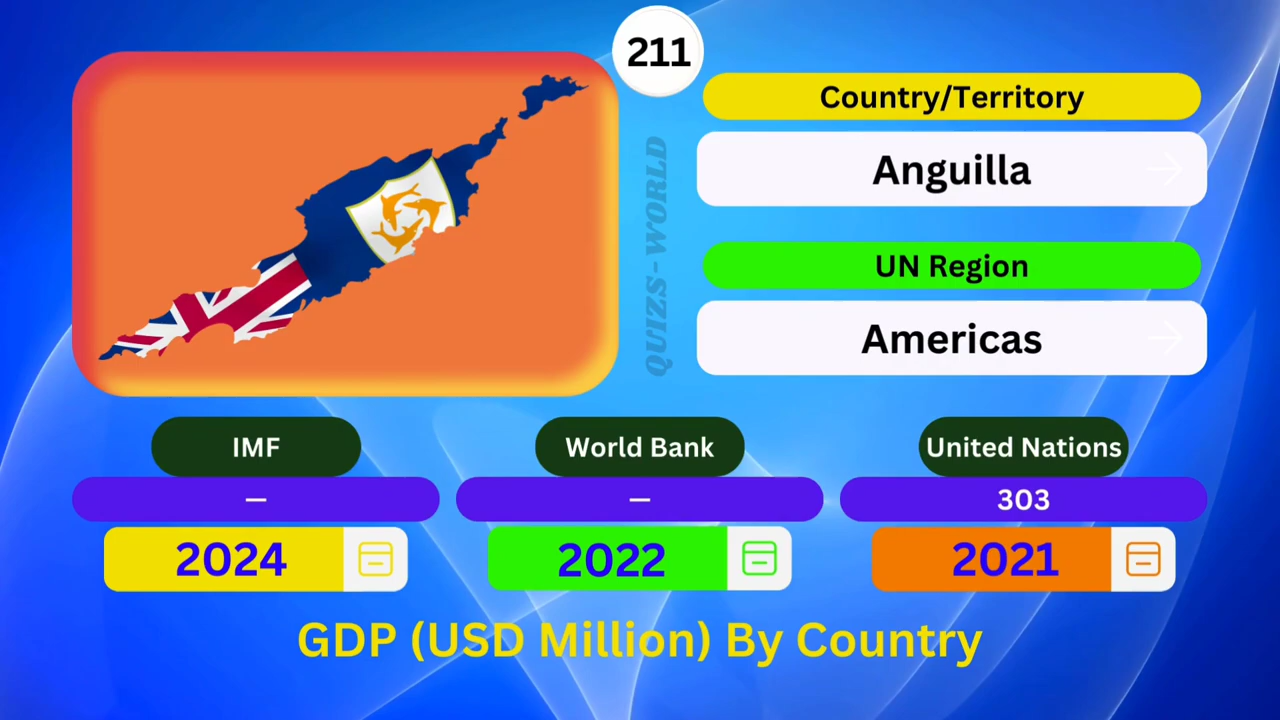 211
Country/Territory
Anguilla
UN Region
Americas
QUIZS-WORLD
IMF
World Bank
United Nations
—
—
303
2024
2022
2021
GDP (USD Million) By Country